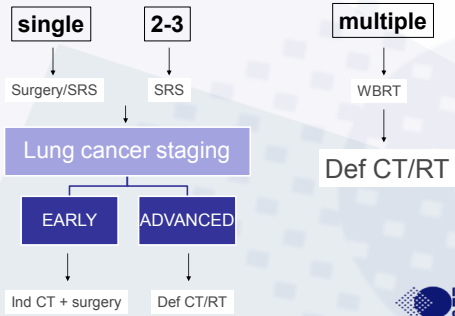 single
2-3
multiple
Surgery/SRS
SRS
WBRT
Lung cancer staging
Def CT/RT
EARLY
ADVANCED
Ind CT + surgery
Def CT/RT